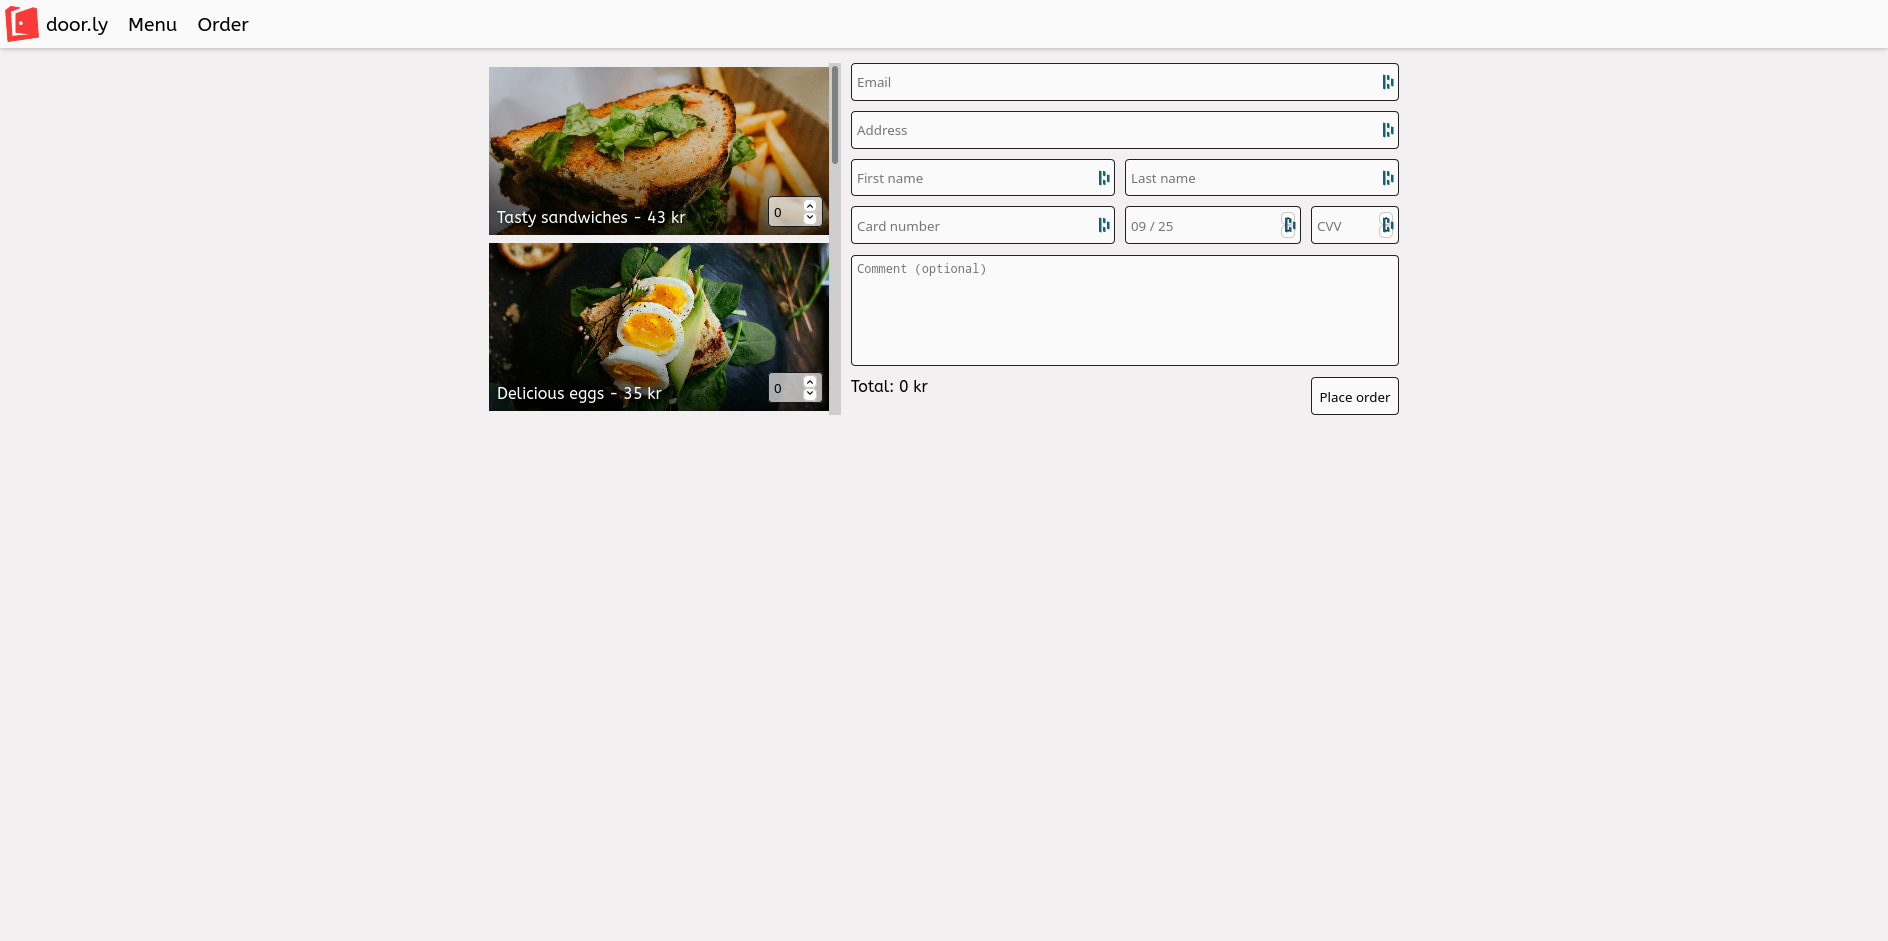 door.ly Menu Order
Tasty sandwiches - 43 kr
0
Delicious eggs - 35 kr
0
Email
Address
First name
Last name
Card number
09 / 25
CVV
Comment (optional)
Total: 0 kr
Place order